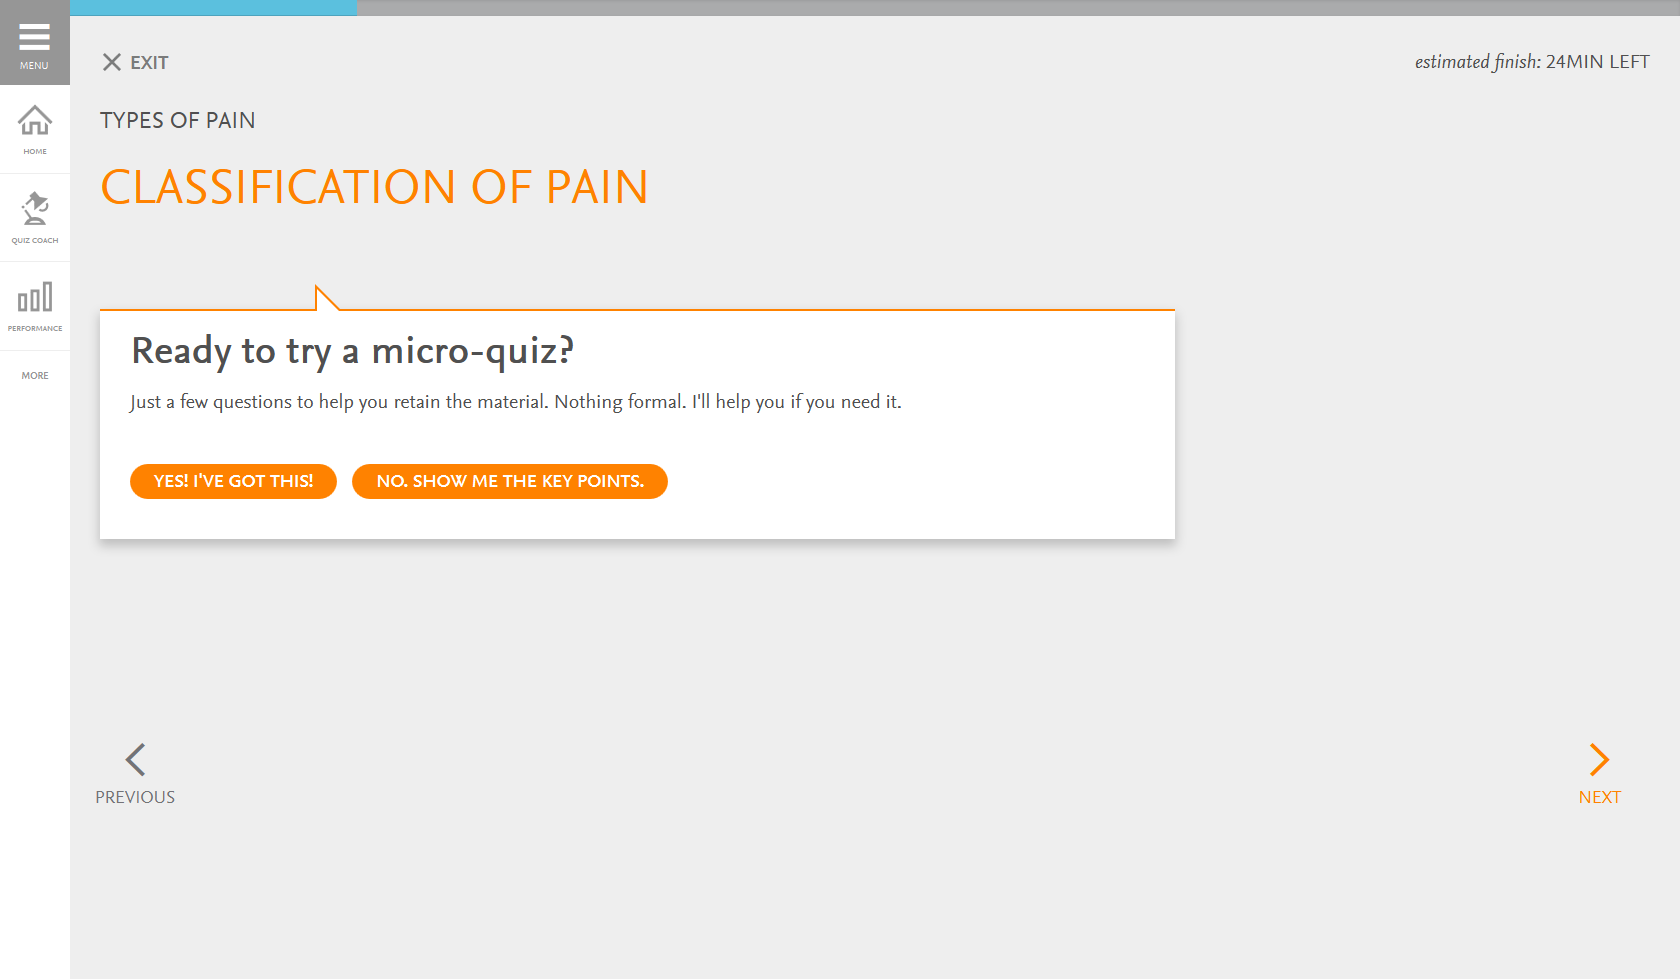 MENU
EXIT
estimated finish: 24MIN LEFT
HOME
QUIZ COACH
PERFORMANCE
MORE
TYPES OF PAIN
CLASSIFICATION OF PAIN
Ready to try a micro-quiz?
Just a few questions to help you retain the material. Nothing formal. I'll help you if you need it.
YES! I'VE GOT THIS!
NO. SHOW ME THE KEY POINTS.
PREVIOUS
NEXT